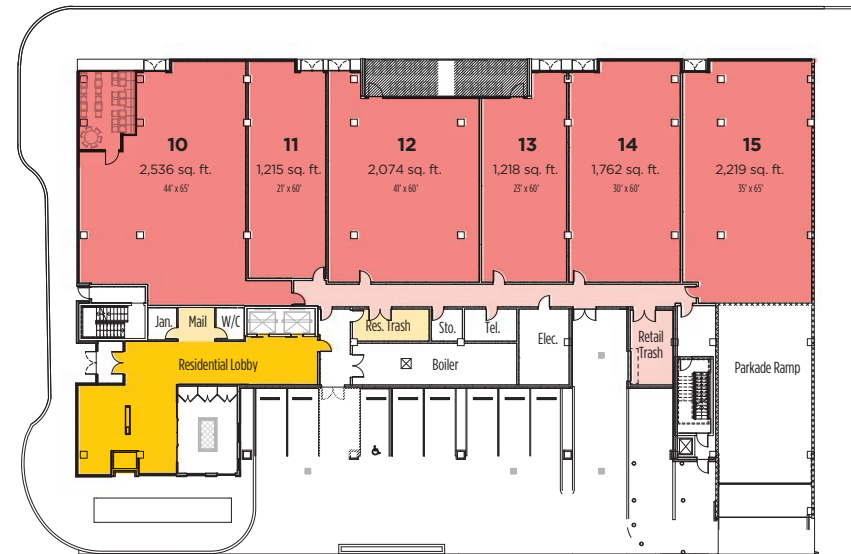 10
2,536 sq. ft.
44' x 65'
11
1,215 sq. ft.
21' x 60'
12
2,074 sq. ft.
41' x 60'
13
1,218 sq. ft.
23' x 60'
14
1,762 sq. ft.
30' x 60'
15
2,219 sq. ft.
35' x 65'
Jan.
Mail
W/C
Res. Trash
Sto.
Tel.
Elec.
Retail
Trash
Residential Lobby
Boiler
Parkade Ramp